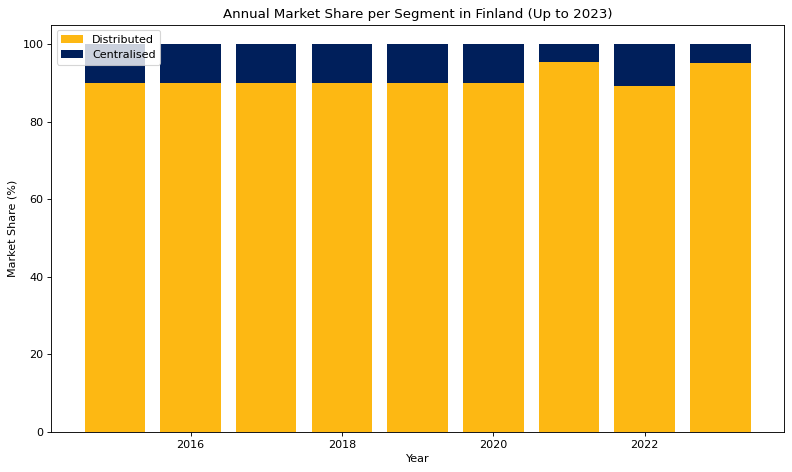 Annual Market Share per Segment in Finland (Up to 2023)
Distributed
Centralised
Market Share (%)
100
80
60
40
20
0
2016 2018 2020 2022
Year